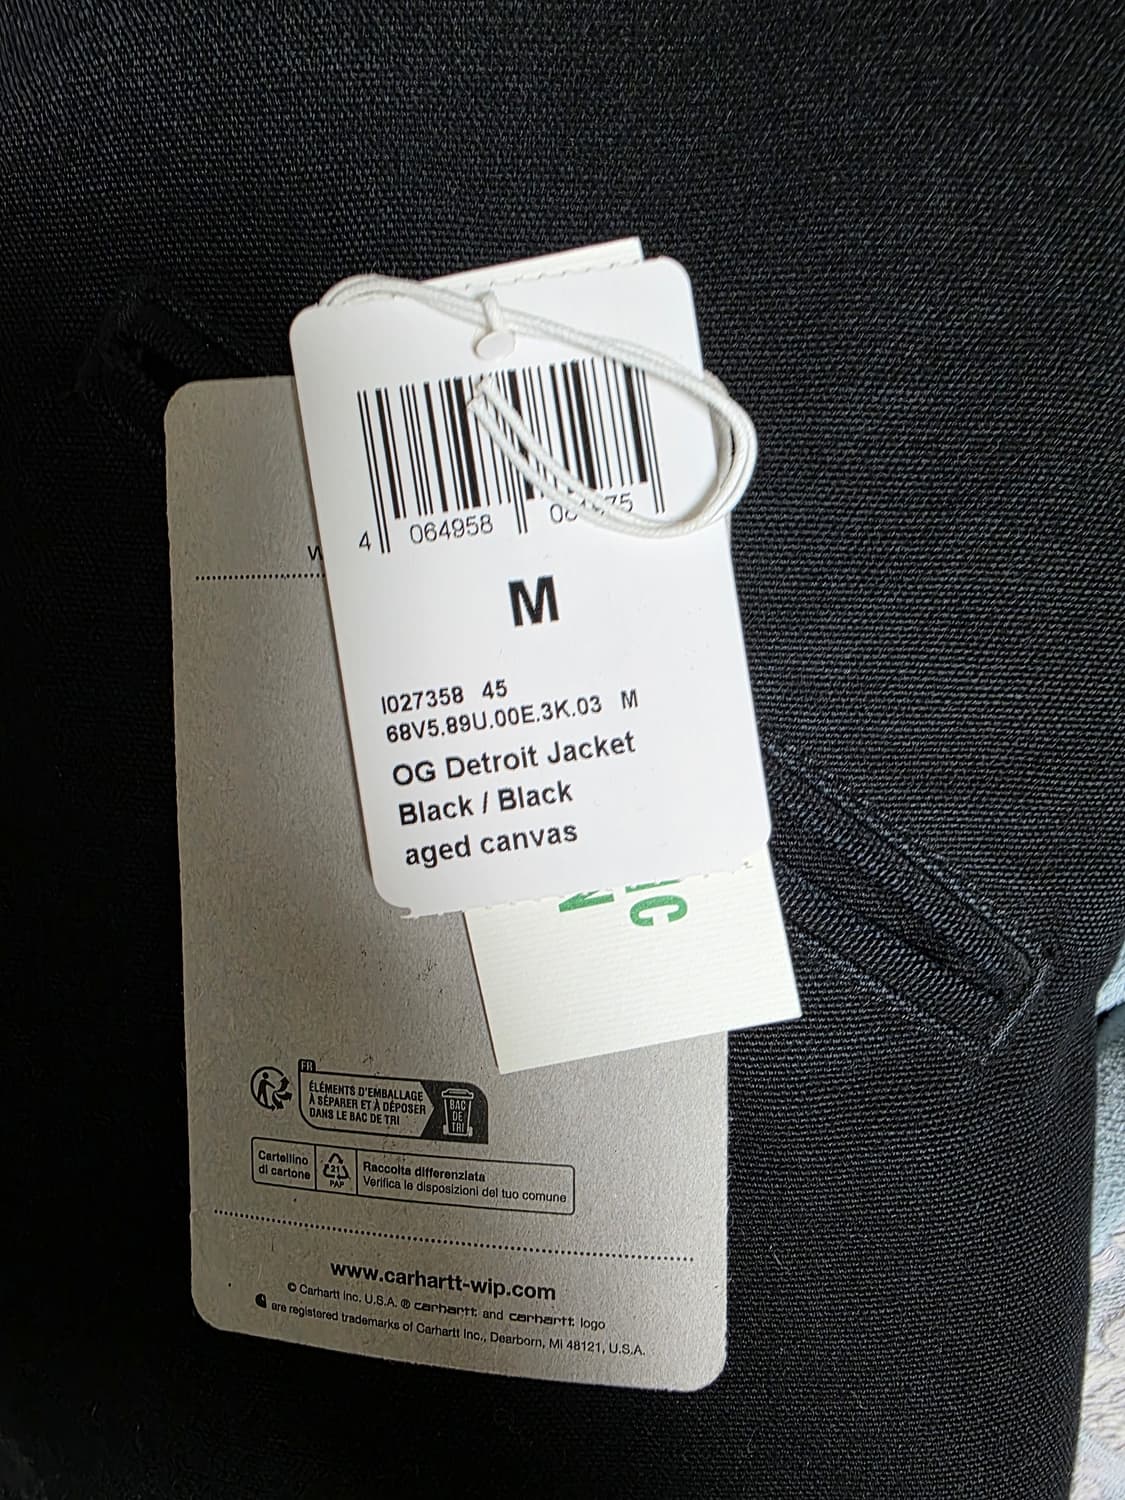 4 064958
M
I027358 45
68V5.89U.00E.3K.03 M
OG Detroit Jacket
Black / Black
aged canvas
FR
ÉLÉMENTS D'EMBALLAGE
À SÉPARER ET À DÉPOSER
DANS LE BAC DE TRI
BAC
DE
TRI
Cartellino
di cartone
21
PAP
Raccolta differenziata
Verifica le disposizioni del tuo comune
www.carhartt-wip.com
© Carhartt Inc. U.S.A. ® carhartt and carhartt logo
are registered trademarks of Carhartt Inc., Dearborn, MI 48121, U.S.A.